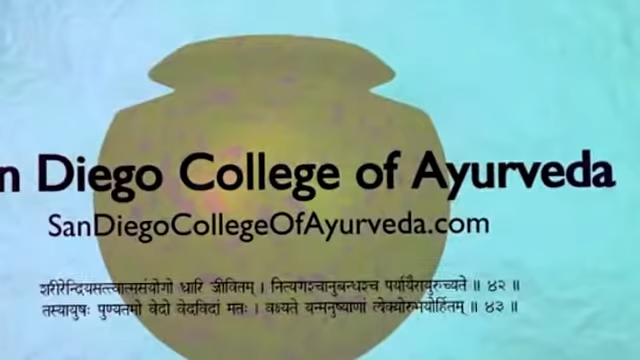 n Diego College of Ayurveda
SanDiegoCollegeOfAyurveda.com
शरीरेन्द्रियसत्त्वात्मसंयोगो धारि जीवितम् । नित्यगश्चानुबन्धश्च पर्यायैरायुरुच्यते ॥ ४२ ॥
तस्यायुषः पुण्यतमो वेदो वेदविदां मतः । वक्ष्यते यन्मनुष्याणां लोकयोरुभयोर्हितम् ॥ ४३ ॥